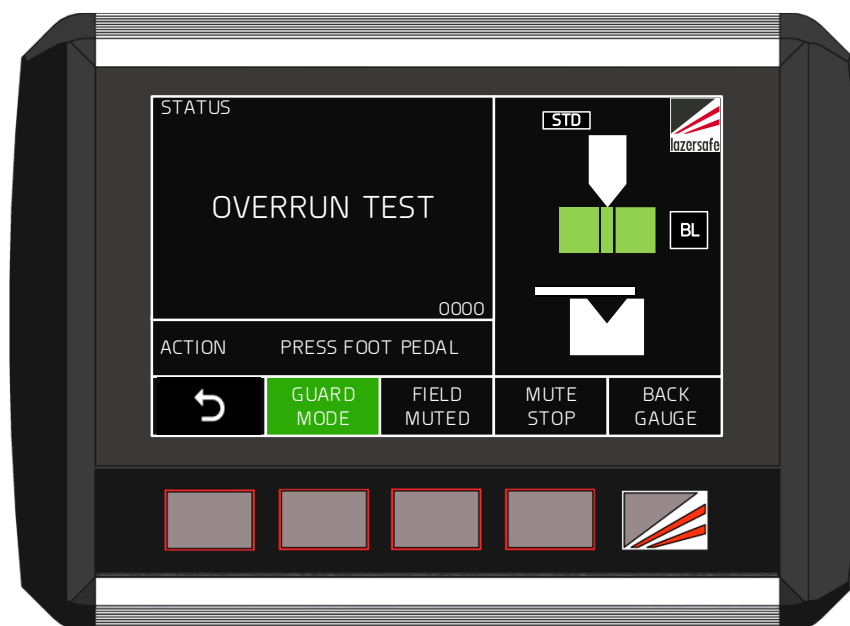 STATUS
OVERRUN TEST
0000
ACTION PRESS FOOT PEDAL
STD
lazersafe
BL
GUARD
MODE
FIELD
MUTED
MUTE
STOP
BACK
GAUGE